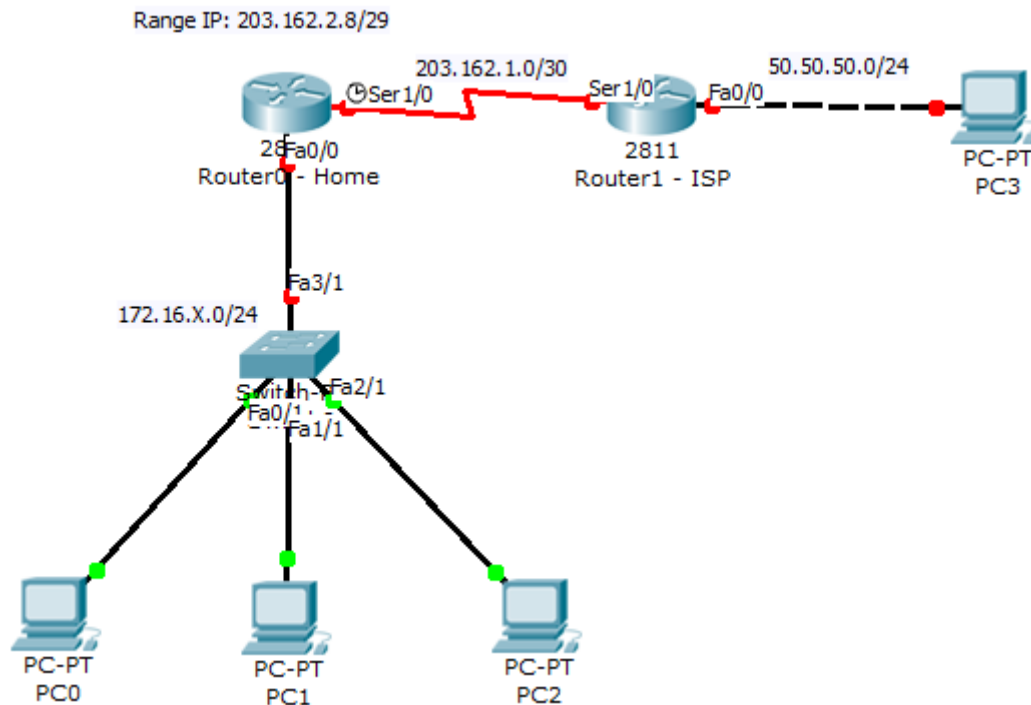 Range IP: 203.162.2.8/29
203.162.1.0/30
50.50.50.0/24
Ser1/0
Ser1/0
Fa0/0
2811
Router1 - ISP
PC-PT
PC3
Fa0/0
Router0 - Home
Fa3/1
172.16.X.0/24
Fa2/1
Fa0/1
Fa1/1
PC-PT
PC0
PC-PT
PC1
PC-PT
PC2